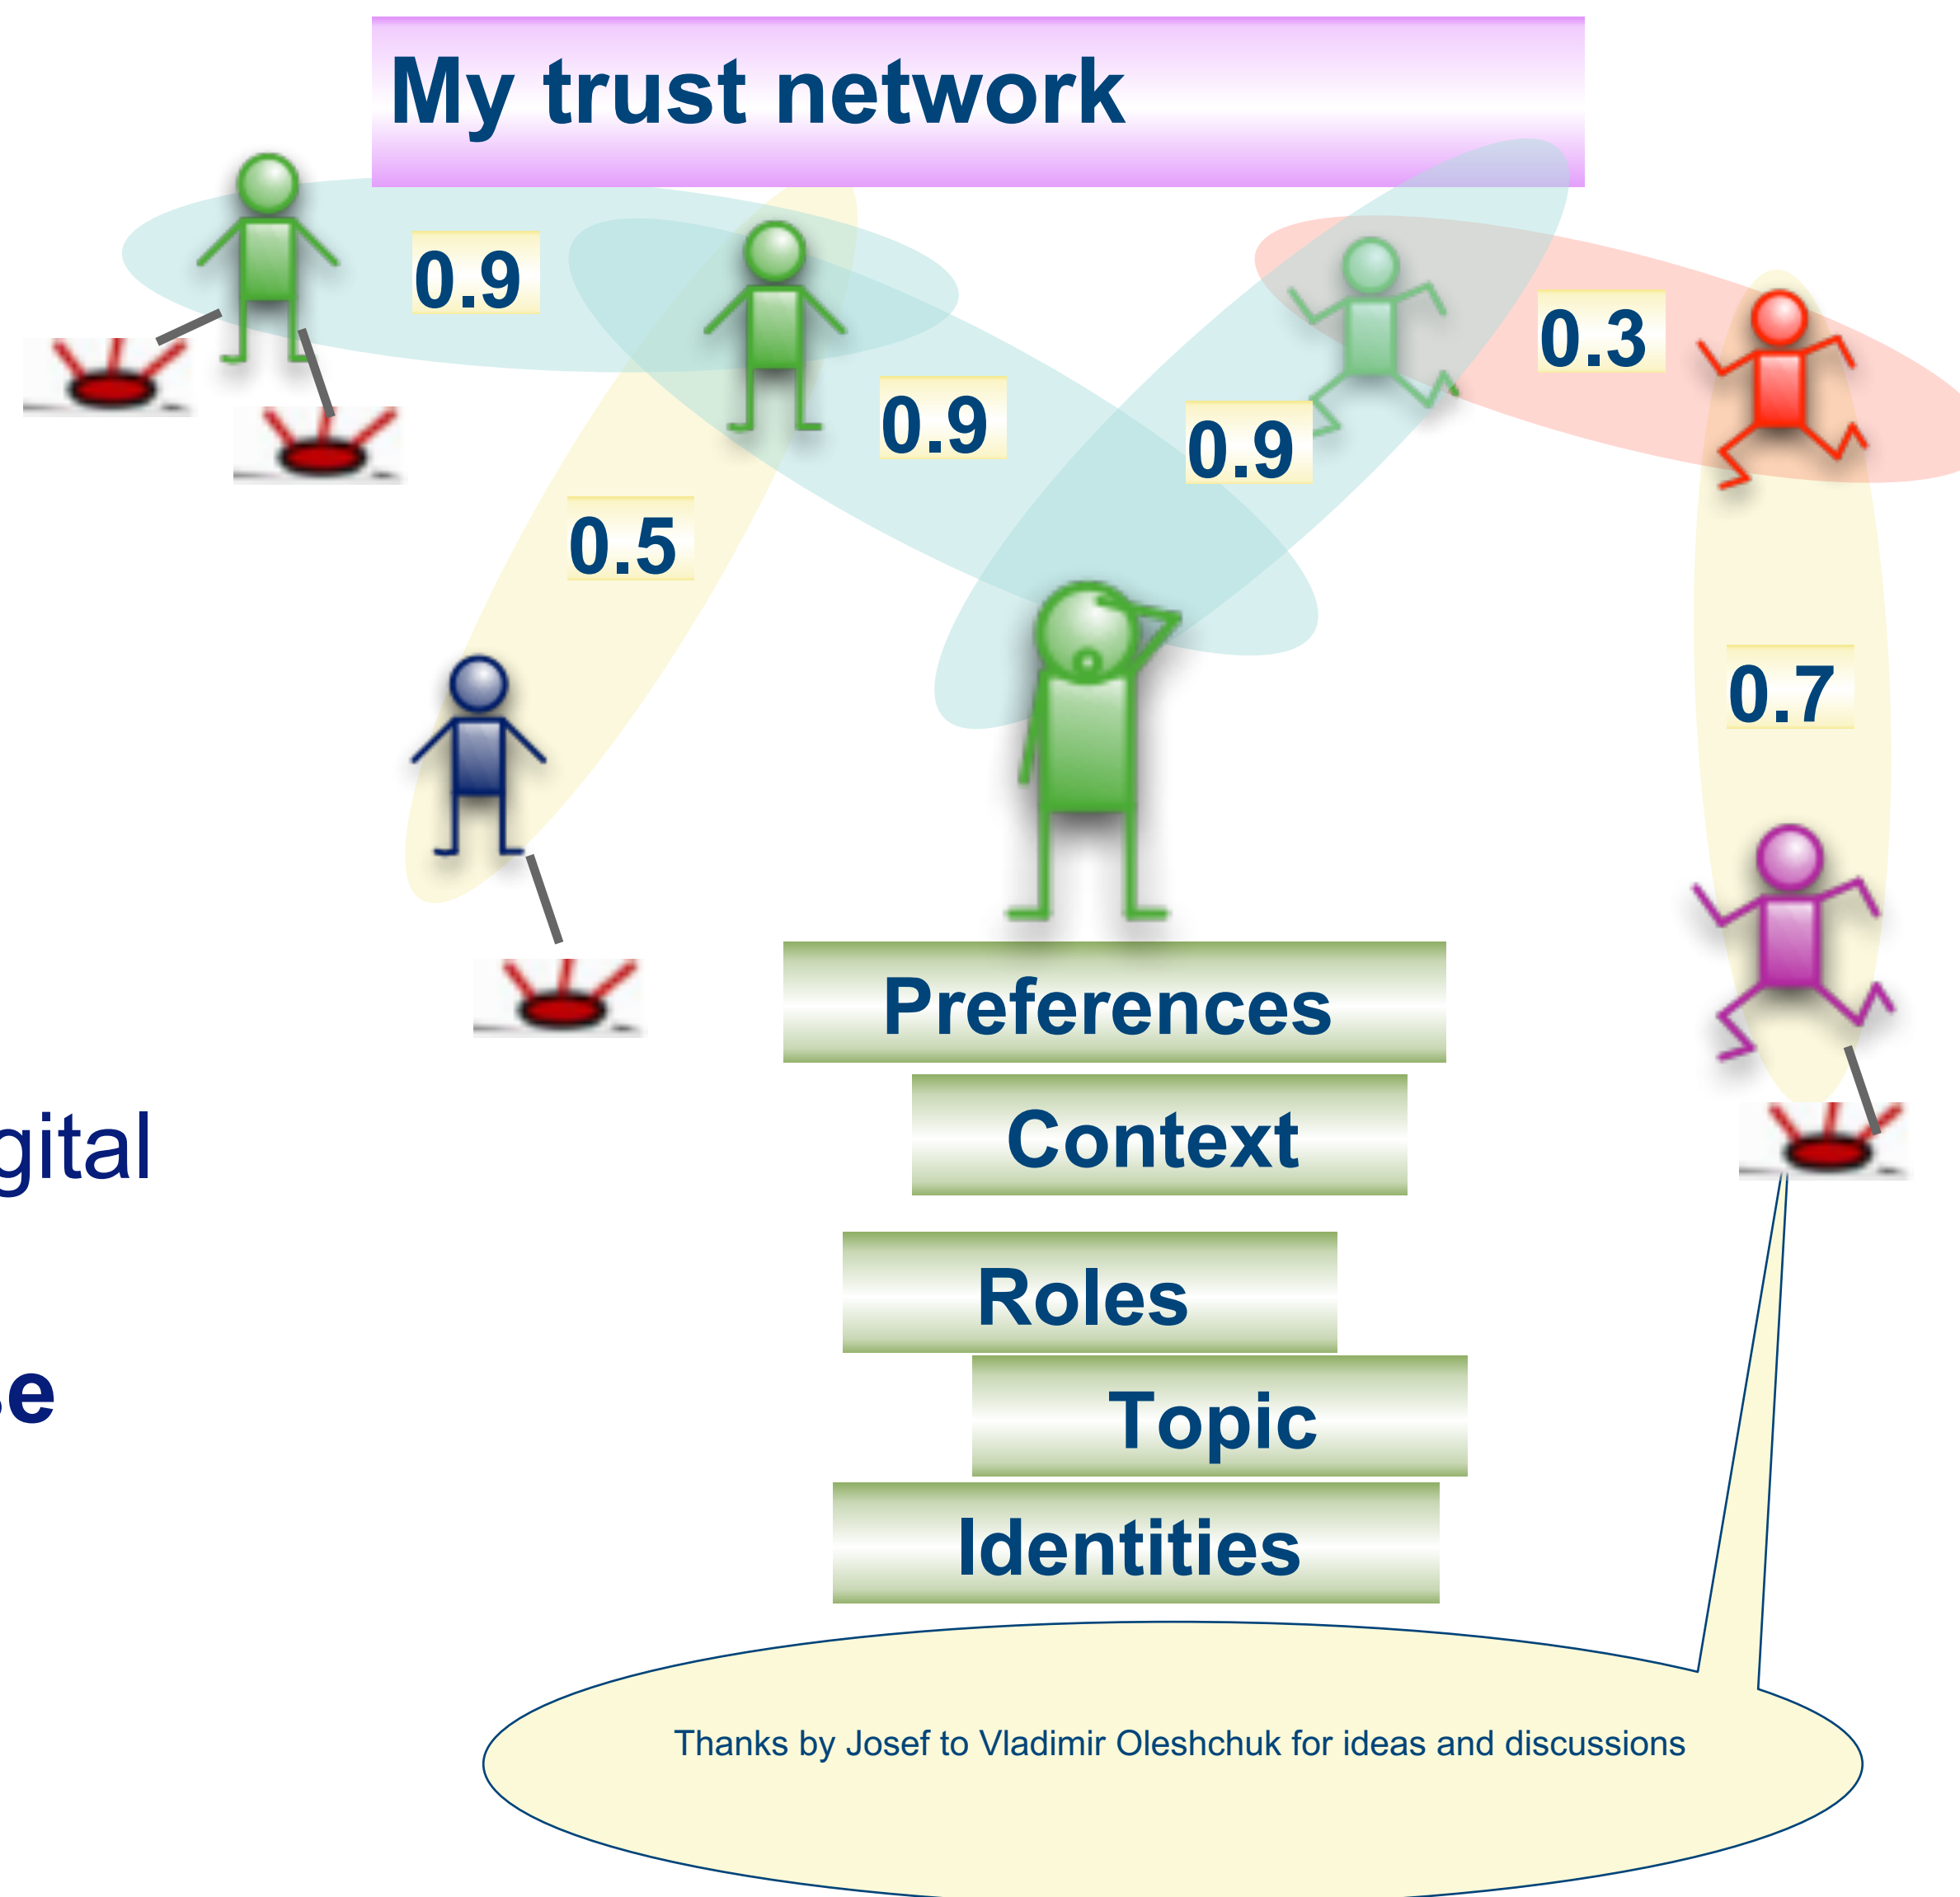 My trust network
0.9
0.3
0.9
0.9
0.5
0.7
Preferences
Context
gital
Roles
se
Topic
Identities
Thanks by Josef to Vladimir Oleshchuk for ideas and discussions